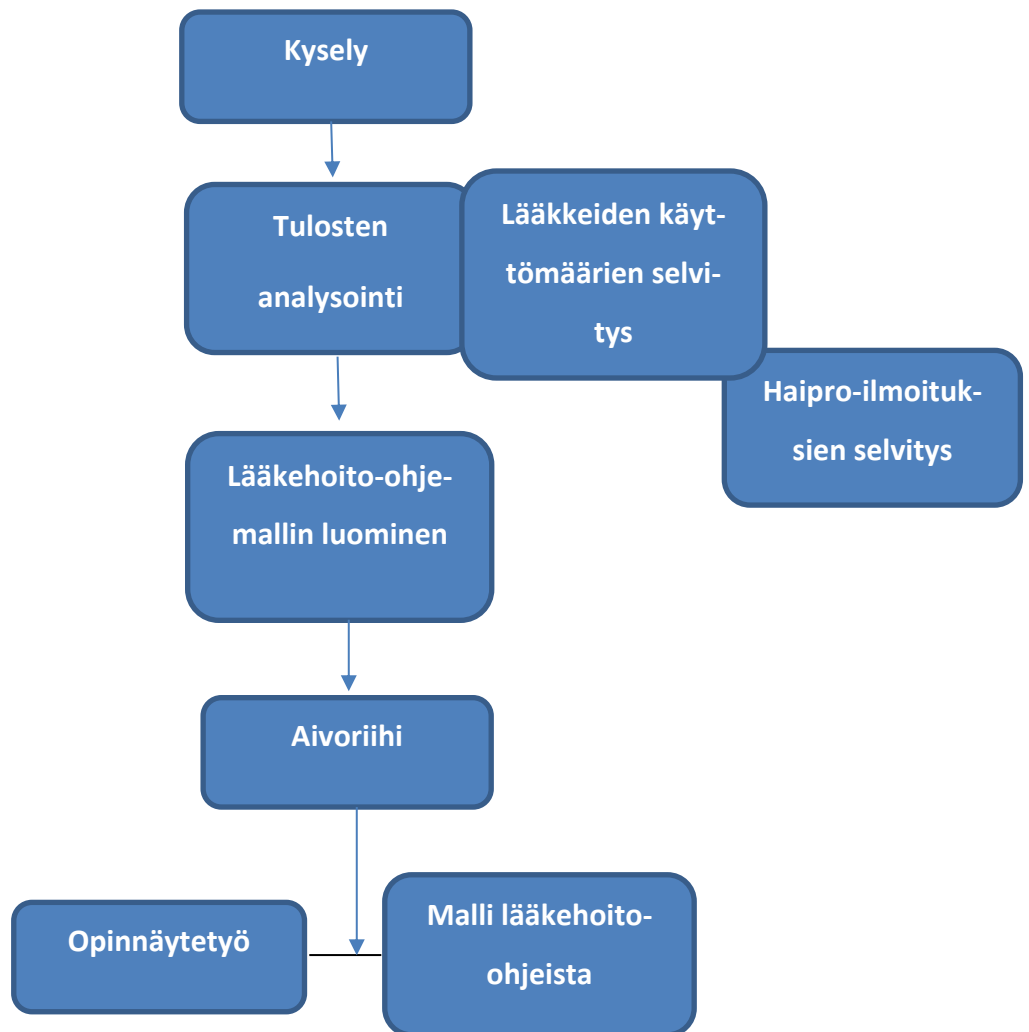 Kysely
Tulosten
analysointi
Lääkkeiden käyt-
tömäärien selvi-
tys
Haipro-ilmoituk-
sien selvitys
Lääkehoito-ohje-
mallin luominen
Aivoriihi
Opinnäytetyö
Malli lääkehoito-
ohjeista